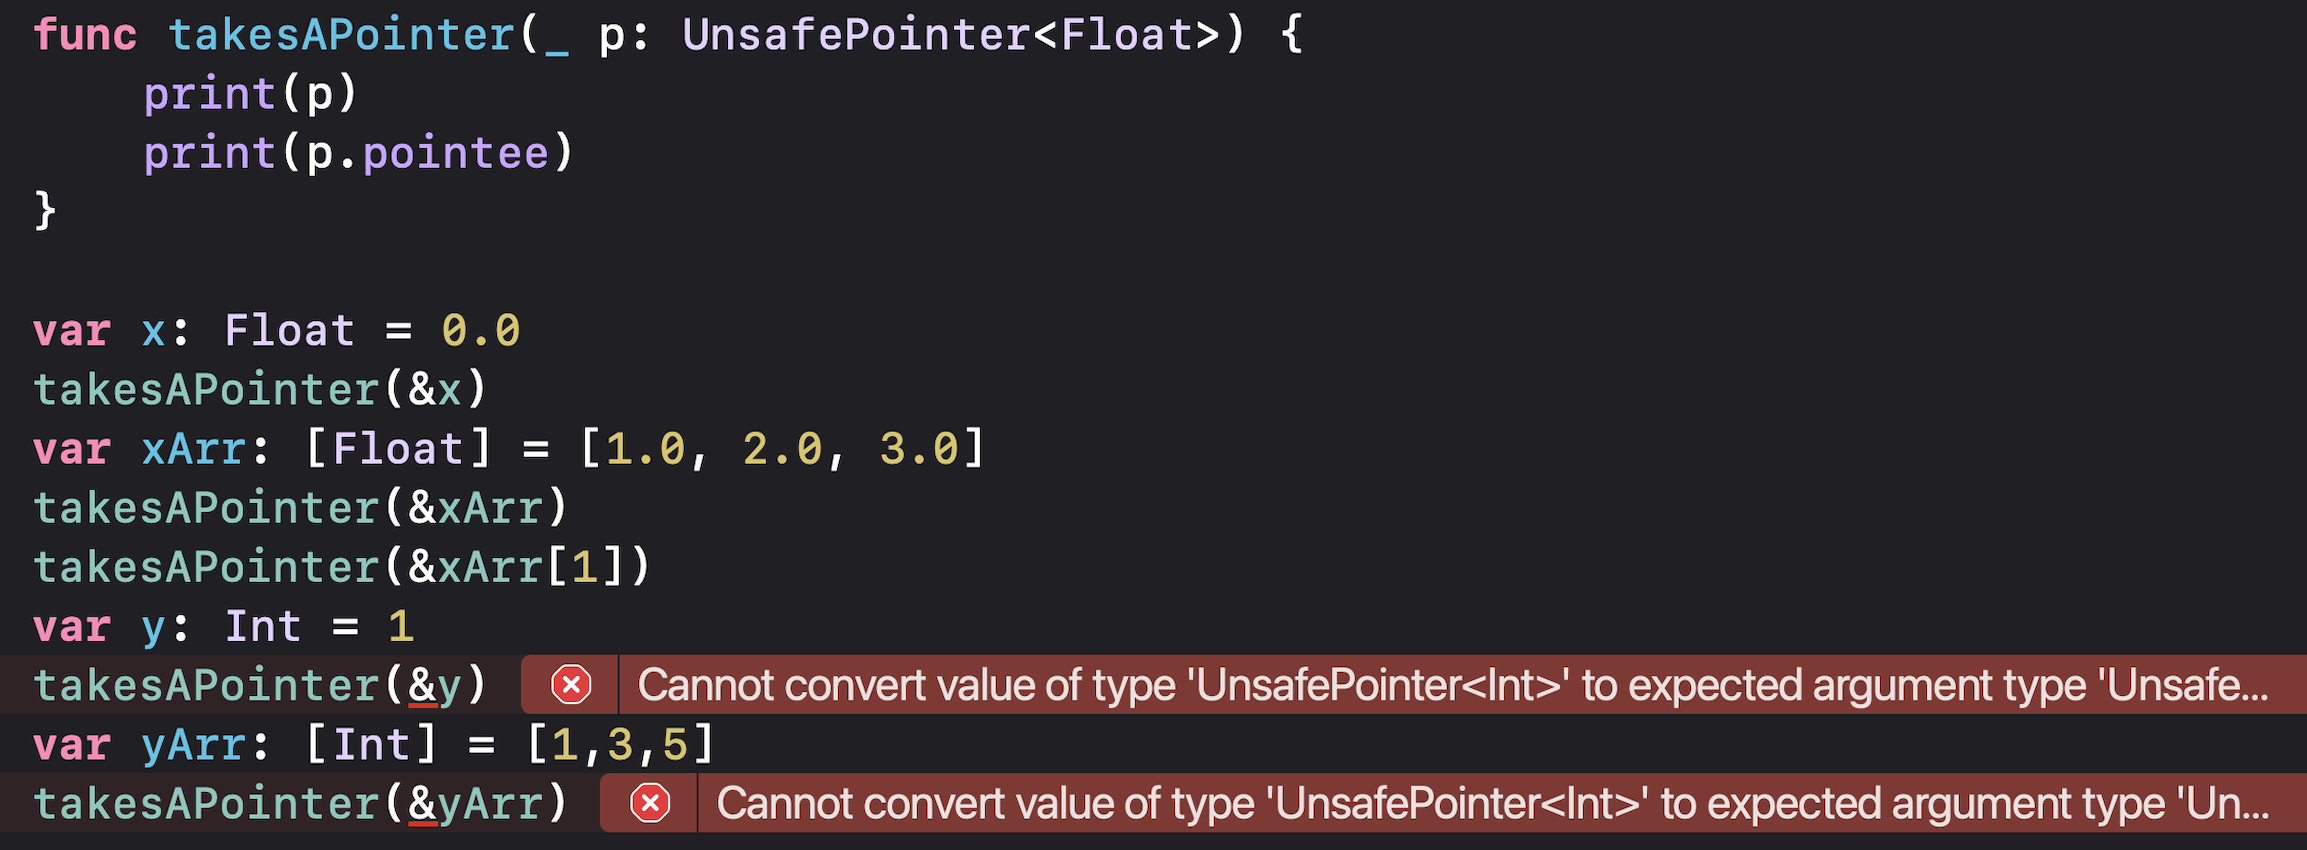 func takesAPointer(_ p: UnsafePointer<Float>) {
    print(p)
    print(p.pointee)
}
var x: Float = 0.0
takesAPointer(&x)
var xArr: [Float] = [1.0, 2.0, 3.0]
takesAPointer(&xArr)
takesAPointer(&xArr[1])
var y: Int = 1
takesAPointer(&y) Cannot convert value of type 'UnsafePointer<Int>' to expected argument type 'Unsafe...
var yArr: [Int] = [1,3,5]
takesAPointer(&yArr) Cannot convert value of type 'UnsafePointer<Int>' to expected argument type 'Un...